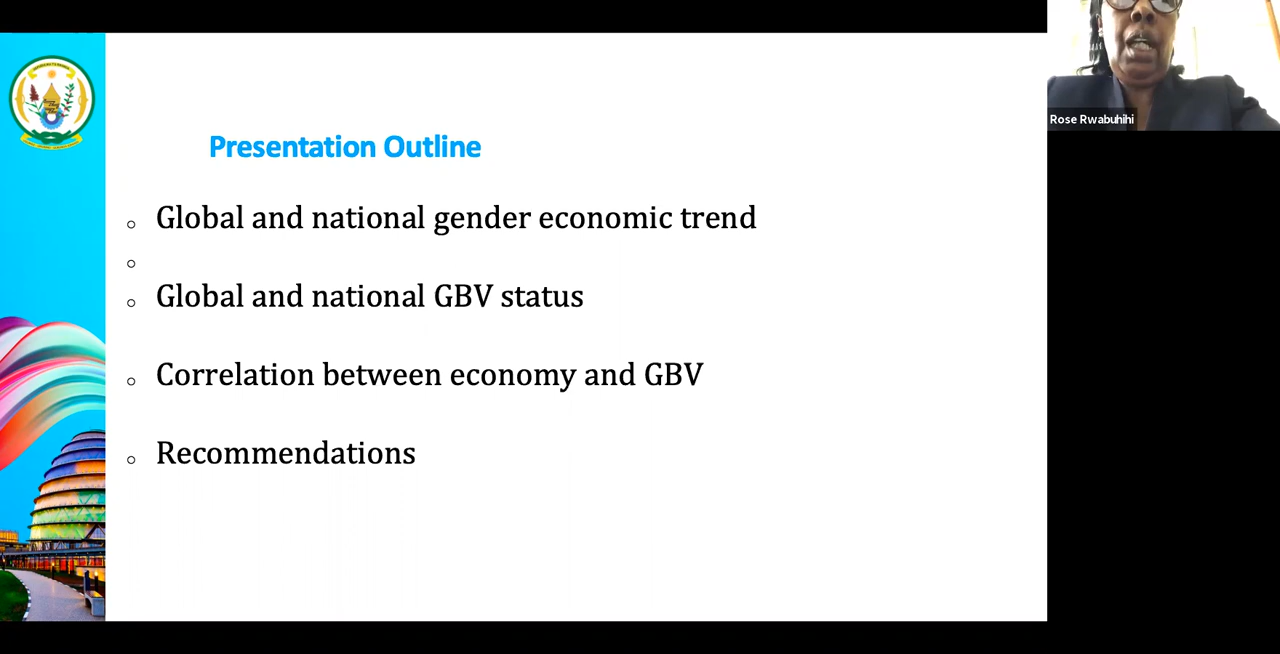 Presentation Outline
Global and national gender economic trend
Global and national GBV status
Correlation between economy and GBV
Recommendations
Rose Rwabuhihi